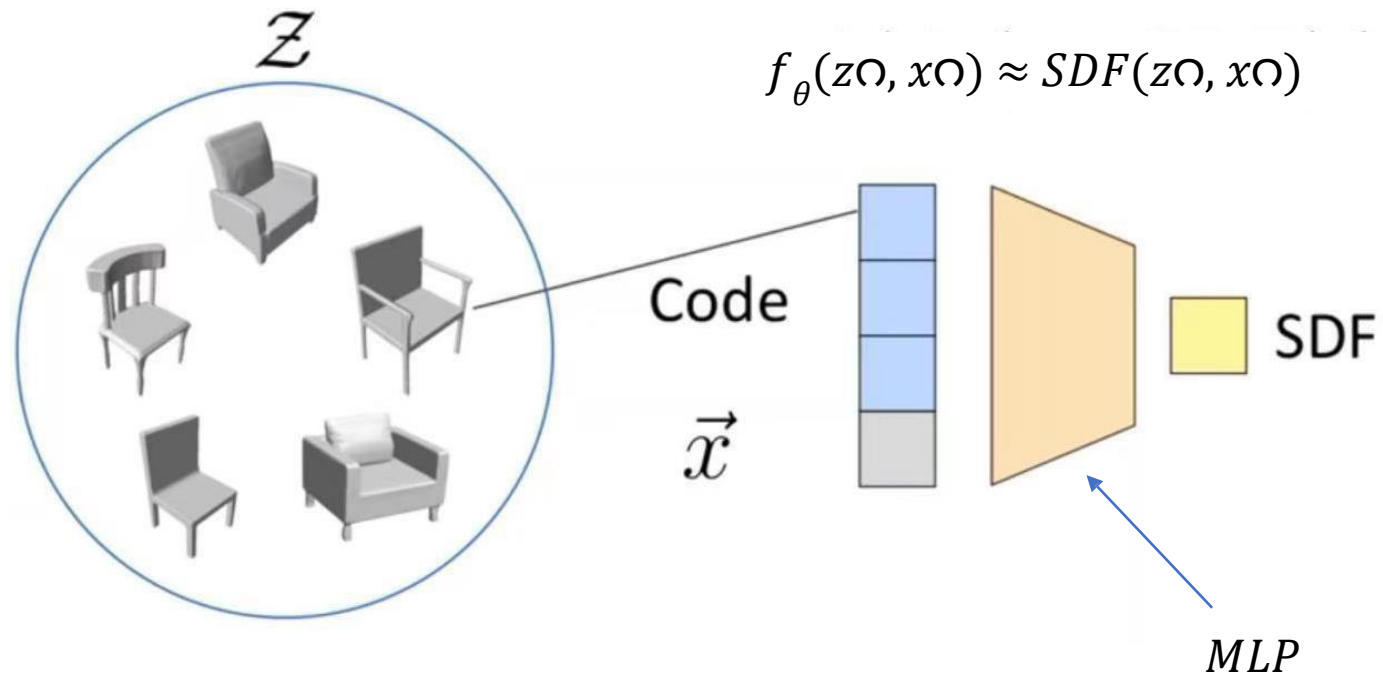 𝒵
f_θ(z∩, x∩) ≈ SDF(z∩, x∩)
Code
SDF
x⃗
MLP